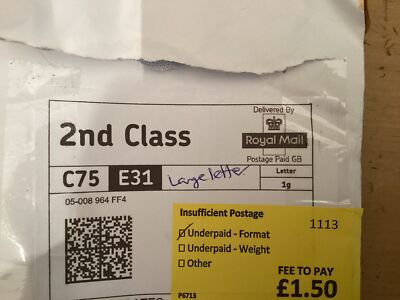 Delivered By
2nd Class
Royal Mail
Postage Paid GB
C75 E31 Large letter
Letter
1g
05-008 964 FF4
Insufficient Postage
1113
Underpaid - Format
Underpaid - Weight
Other
FEE TO PAY
£1.50
P6713